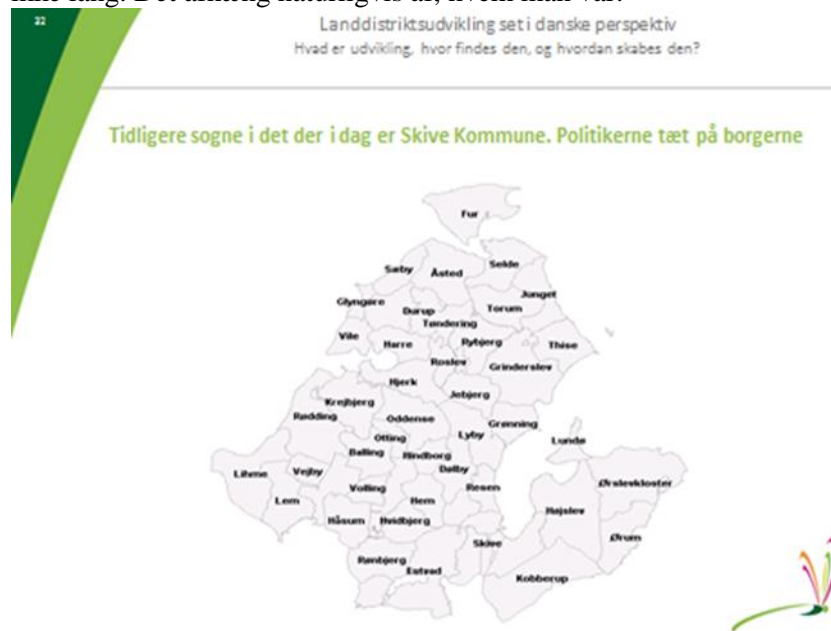 22
Landdistriktsudvikling set i danske perspektiv
Hvad er udvikling, hvor findes den, og hvordan skabes den?
Tidligere sogne i det der i dag er Skive Kommune. Politikerne tæt på borgerne
Fur
Sæby
Åsted
Selde
Junget
Glyngøre
Durup
Torum
Tøndering
Vile
Harre
Rybjerg
Thise
Roslev
Grinderslev
Hjerk
Jebjerg
Krejbjerg
Rødding
Oddense
Grønning
Otting
Lyby
Lundø
Balling
Hindborg
Dølby
Lihme
Vejby
Volling
Resen
Ørslevkloster
Lem
Hem
Højslev
Håsum
Hvidbjerg
Skive
Ørum
Rønbjerg
Estvad
Kobberup